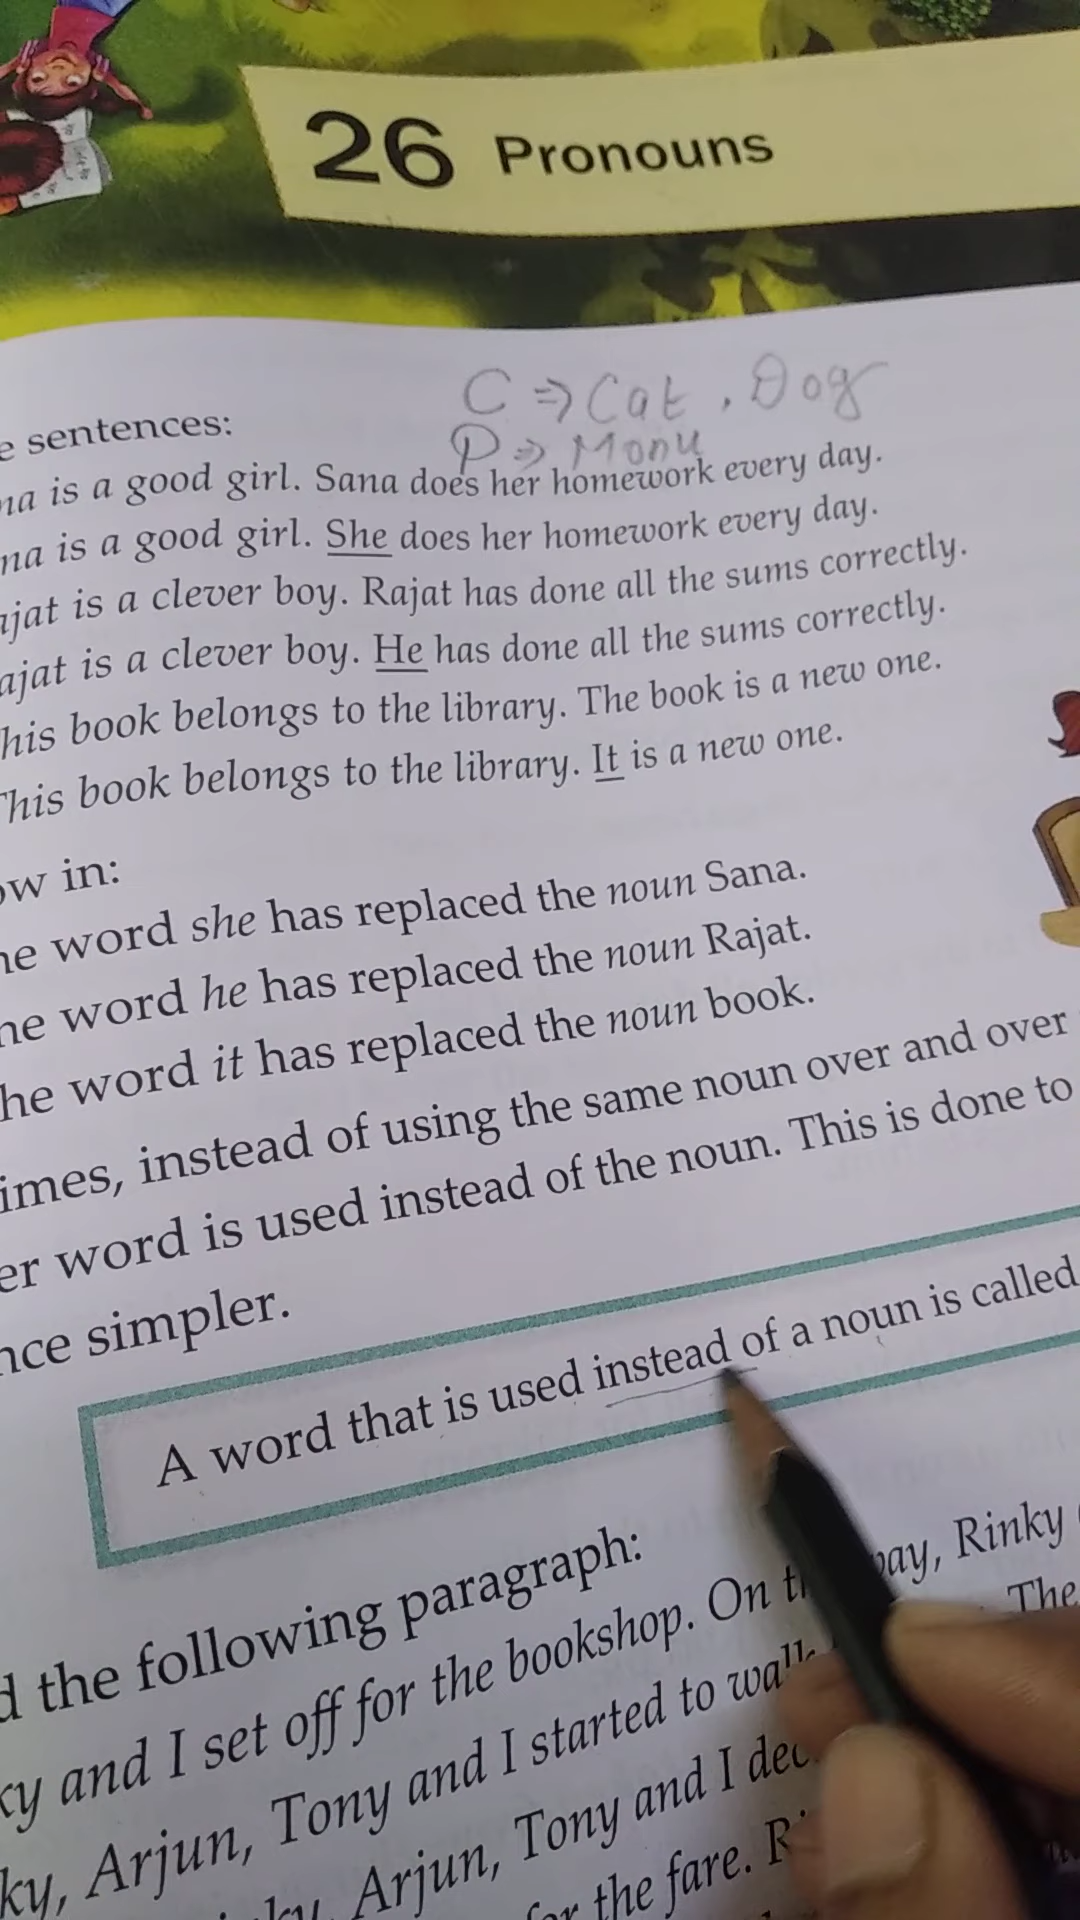 26 Pronouns
C ⇒ Cat, Dog
P ⇒ Monu
e sentences:
na is a good girl. Sana does her homework every day.
na is a good girl. She does her homework every day.
ajat is a clever boy. Rajat has done all the sums correctly.
ajat is a clever boy. He has done all the sums correctly.
his book belongs to the library. The book is a new one.
This book belongs to the library. It is a new one.
ow in:
he word she has replaced the noun Sana.
he word he has replaced the noun Rajat.
he word it has replaced the noun book.
imes, instead of using the same noun over and over
er word is used instead of the noun. This is done to
nce simpler.
A word that is used instead of a noun is called
d the following paragraph:
ky and I set off for the bookshop. On way, Rinky
ky, Arjun, Tony and I started to walk The
Arjun, Tony and I
for the fare.